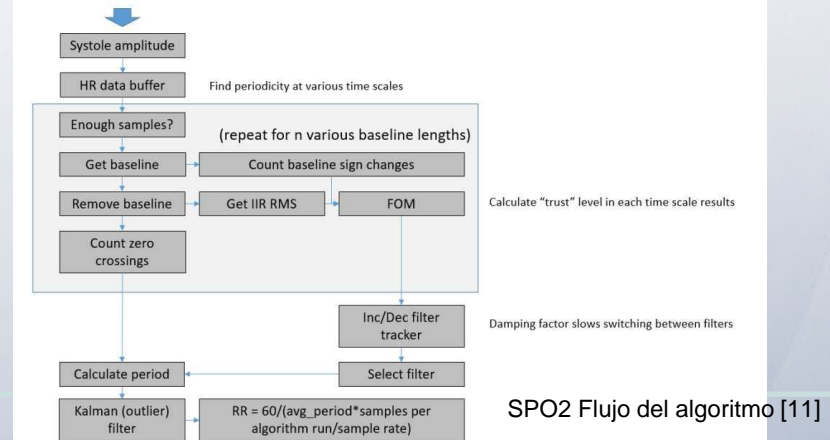 Systole amplitude
HR data buffer
Find periodicity at various time scales
Enough samples?
(repeat for n various baseline lengths)
Get baseline
Count baseline sign changes
Remove baseline
Get IIR RMS
FOM
Calculate “trust” level in each time scale results
Count zero
crossings
Inc/Dec filter
tracker
Damping factor slows switching between filters
Calculate period
Select filter
Kalman (outlier)
filter
RR = 60/(avg_period*samples per
algorithm run/sample rate)
SPO2 Flujo del algoritmo [11]